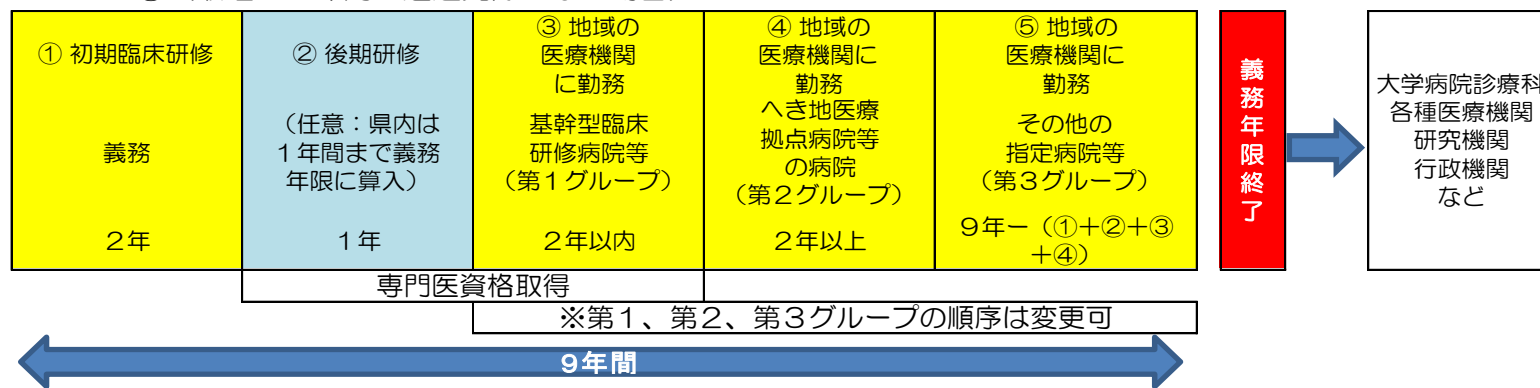 ① 初期臨床研修
義務
２年
② 後期研修
（任意：県内は
１年間まで義務
年限に算入）
１年
③ 地域の
医療機関
に勤務
基幹型臨床
研修病院等
（第１グループ）
２年以内
④ 地域の
医療機関に
勤務
へき地医療
拠点病院等
の病院
（第２グループ）
２年以上
⑤ 地域の
医療機関に
勤務
その他の
指定病院等
（第３グループ）
９年ー（①＋②＋③
＋④）
義務年限終了
大学病院診療科
各種医療機関
研究機関
行政機関
など
専門医資格取得
※第１、第２、第３グループの順序は変更可
９年間